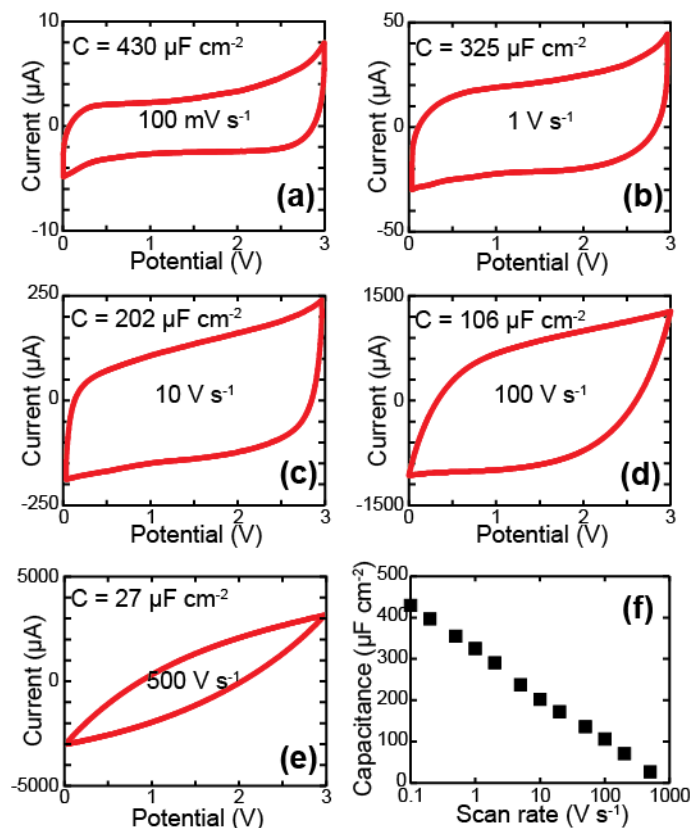 10
C = 430 µF cm-2
0
100 mV s-1
-10
(a)
0 1 2 3
Current (µA)
Potential (V)
50
C = 325 µF cm-2
0
1 V s-1
-50
(b)
0 1 2 3
Current (µA)
Potential (V)
250
C = 202 µF cm-2
0
10 V s-1
-250
(c)
0 1 2 3
Current (µA)
Potential (V)
1500
C = 106 µF cm-2
0
100 V s-1
-1500
(d)
0 1 2 3
Current (µA)
Potential (V)
5000
C = 27 µF cm-2
0
500 V s-1
-5000
(e)
0 1 2 3
Current (µA)
Potential (V)
500
400
300
200
100
0
(f)
0.1 1 10 100 1000
Capacitance (µF cm-2)
Scan rate (V s-1)